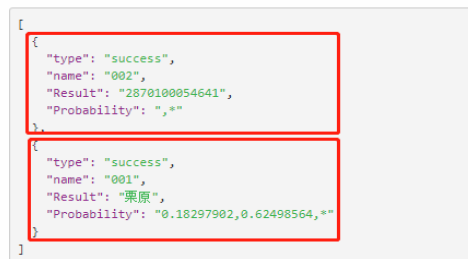 [
{
"type": "success",
"name": "002",
"Result": "2870100054641",
"Probability": ",*"
},
{
"type": "success",
"name": "001",
"Result": "栗原",
"Probability": "0.18297902,0.62498564,*"
}
]